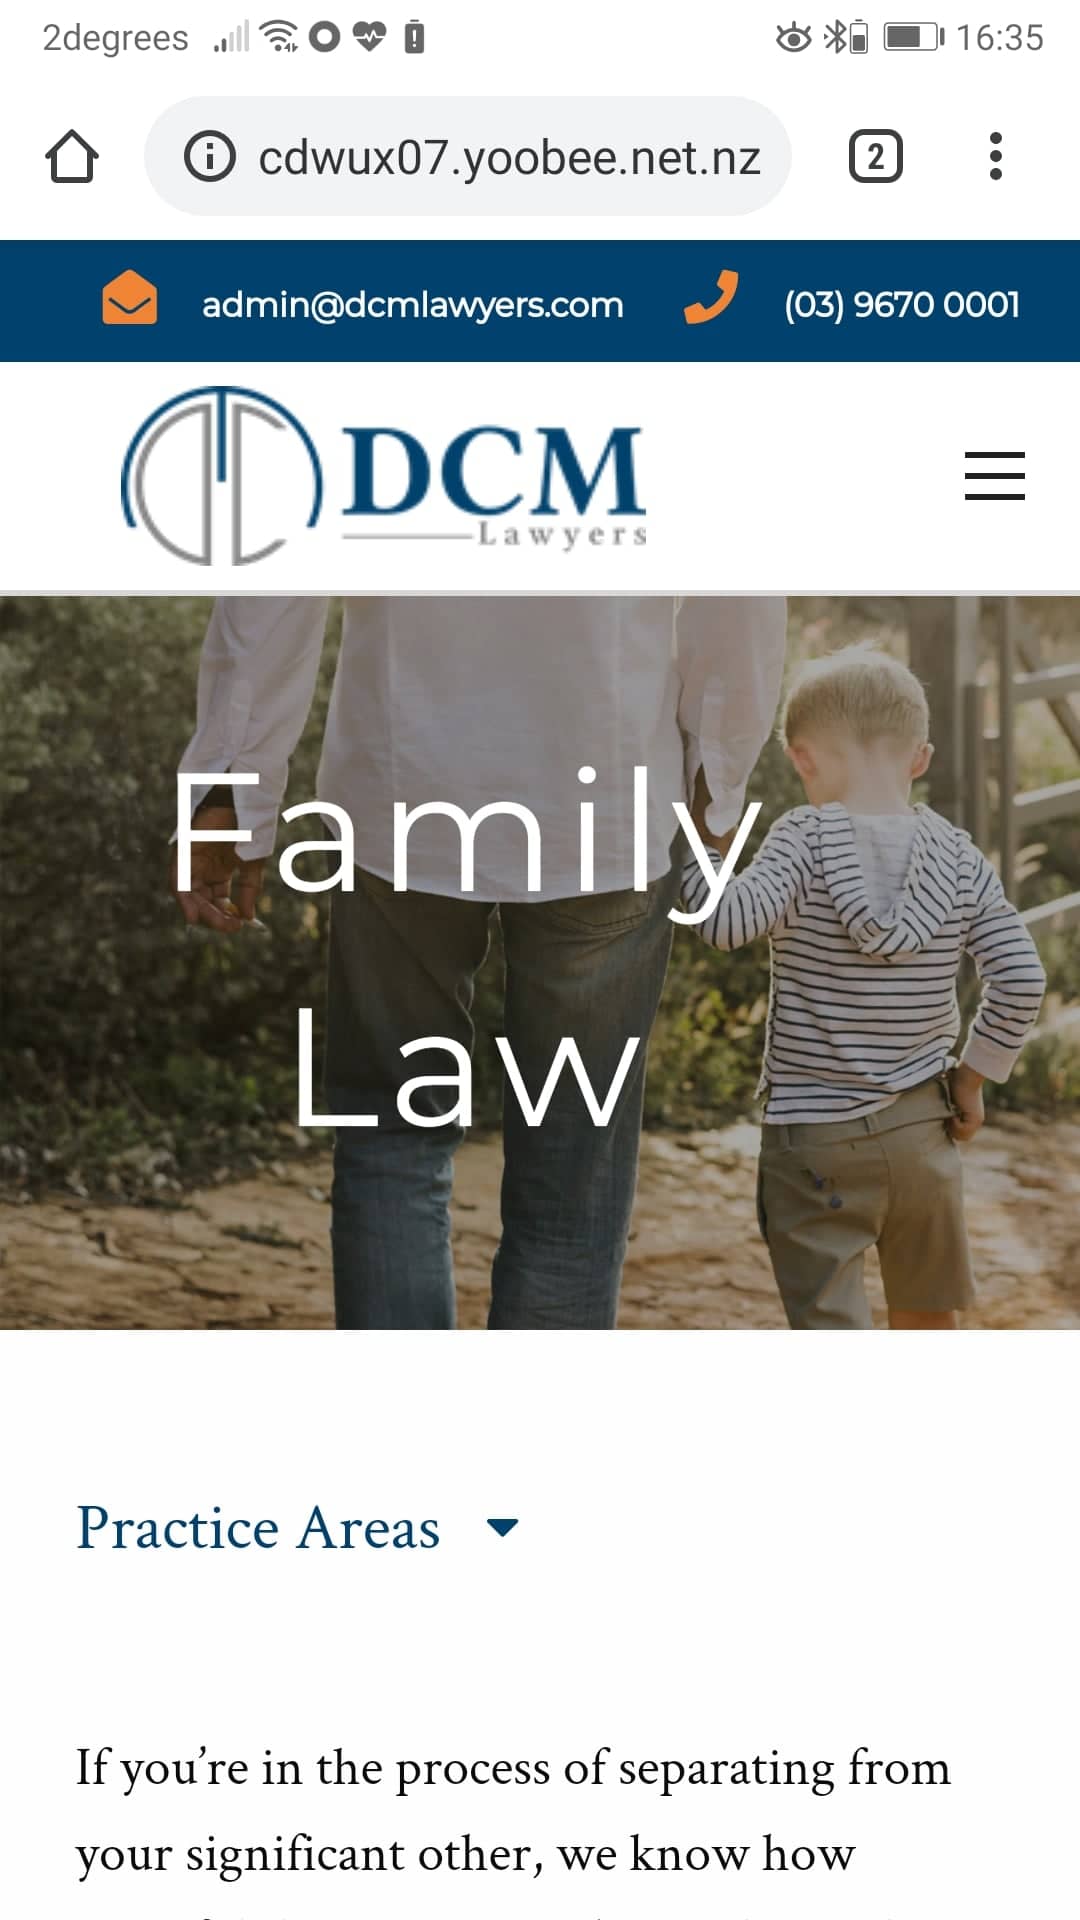 2degrees 16:35
cdwux07.yoobee.net.nz 2
admin@dcmlawyers.com (03) 9670 0001
DCM
Lawyers
Family
Law
Practice Areas
If you’re in the process of separating from
your significant other, we know how